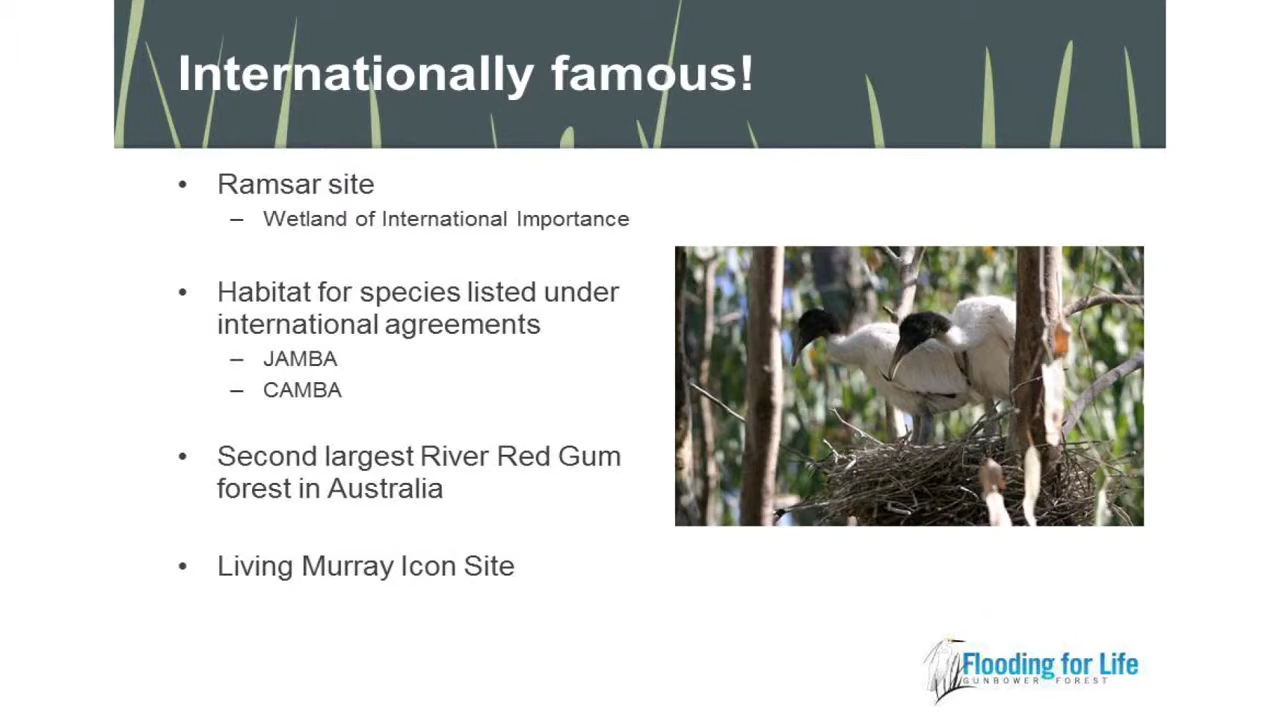 Internationally famous!
• Ramsar site
– Wetland of International Importance
• Habitat for species listed under
international agreements
– JAMBA
– CAMBA
• Second largest River Red Gum
forest in Australia
• Living Murray Icon Site
Flooding for Life
GUNBOWER FOREST